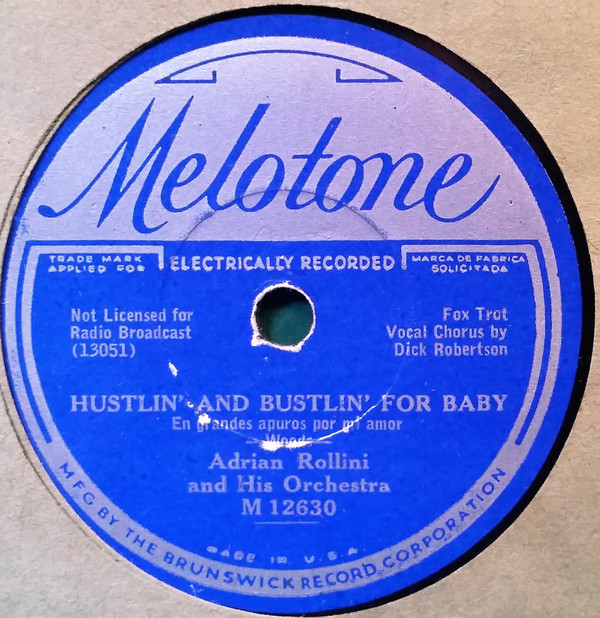 Melotone
TRADE MARK
APPLIED FOR
ELECTRICALLY RECORDED
MARCA DE FABRICA
SOLICITADA
Not Licensed for
Radio Broadcast
(13051)
Fox Trot
Vocal Chorus by
Dick Robertson
HUSTLIN' AND BUSTLIN' FOR BABY
En grandes apuros por mi amor
— Woods —
Adrian Rollini
and His Orchestra
M 12630
MADE IN U.S.A.
MFG BY THE BRUNSWICK RECORD CORPORATION